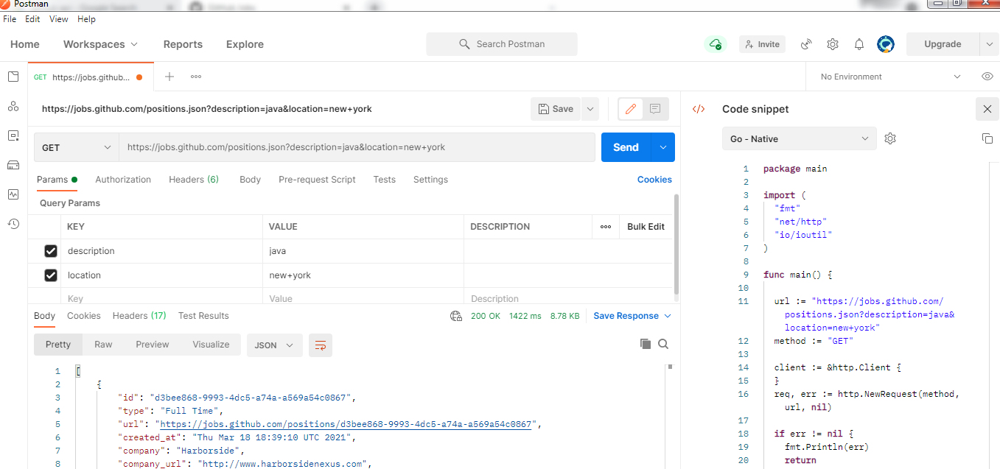 Postman
File Edit View Help
Home Workspaces Reports Explore Search Postman Invite Upgrade
GET https://jobs.github... No Environment
https://jobs.github.com/positions.json?description=java&location=new+york Save
GET https://jobs.github.com/positions.json?description=java&location=new+york Send
Params Authorization Headers (6) Body Pre-request Script Tests Settings Cookies
Query Params
KEY VALUE DESCRIPTION Bulk Edit
description java
location new+york
Key Value Description
Body Cookies Headers (17) Test Results 200 OK 1422 ms 8.78 KB Save Response
Pretty Raw Preview Visualize JSON
1 [
2 {
3 "id": "d3bee868-9993-4dc5-a74a-a569a54c0867",
4 "type": "Full Time",
5 "url": "https://jobs.github.com/positions/d3bee868-9993-4dc5-a74a-a569a54c0867",
6 "created_at": "Thu Mar 18 18:39:10 UTC 2021",
7 "company": "Harborside",
8 "company_url": "http://www.harborsidenexus.com",
</> Code snippet
Go - Native
1 package main
2
3 import (
4 "fmt"
5 "net/http"
6 "io/ioutil"
7 )
8
9 func main() {
10
11 url := "https://jobs.github.com/
positions.json?description=java&
location=new+york"
12 method := "GET"
13
14 client := &http.Client {
15 }
16 req, err := http.NewRequest(method,
url, nil)
17
18 if err != nil {
19 fmt.Println(err)
20 return